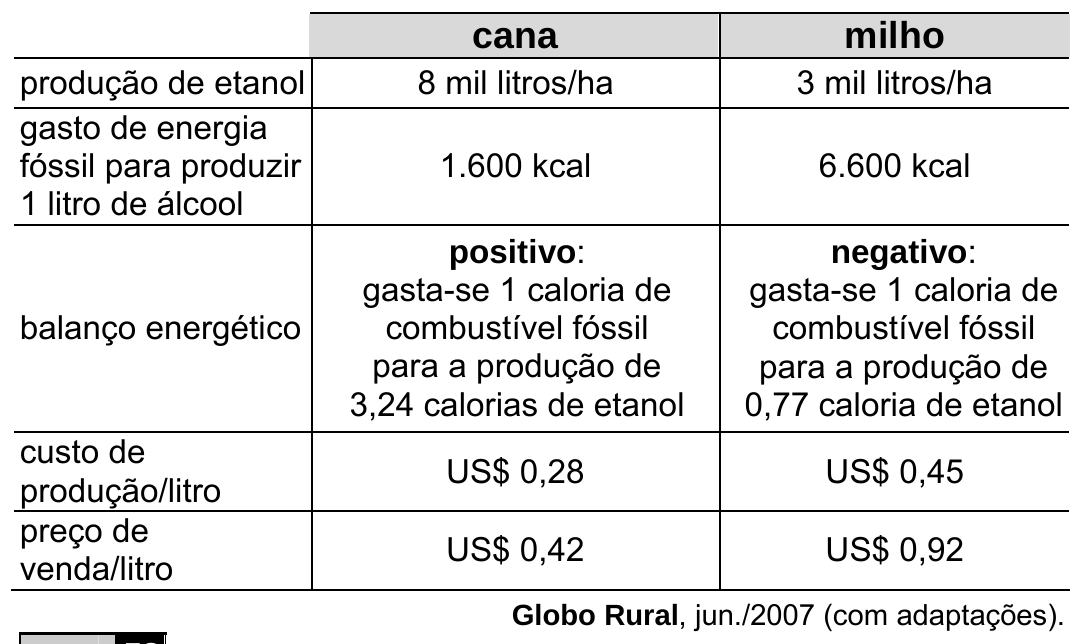 cana milho
produção de etanol 8 mil litros/ha 3 mil litros/ha
gasto de energia
fóssil para produzir
1 litro de álcool
1.600 kcal 6.600 kcal
balanço energético
positivo:
gasta-se 1 caloria de
combustível fóssil
para a produção de
3,24 calorias de etanol
negativo:
gasta-se 1 caloria de
combustível fóssil
para a produção de
0,77 caloria de etanol
custo de
produção/litro
US$ 0,28 US$ 0,45
preço de
venda/litro
US$ 0,42 US$ 0,92
Globo Rural, jun./2007 (com adaptações).